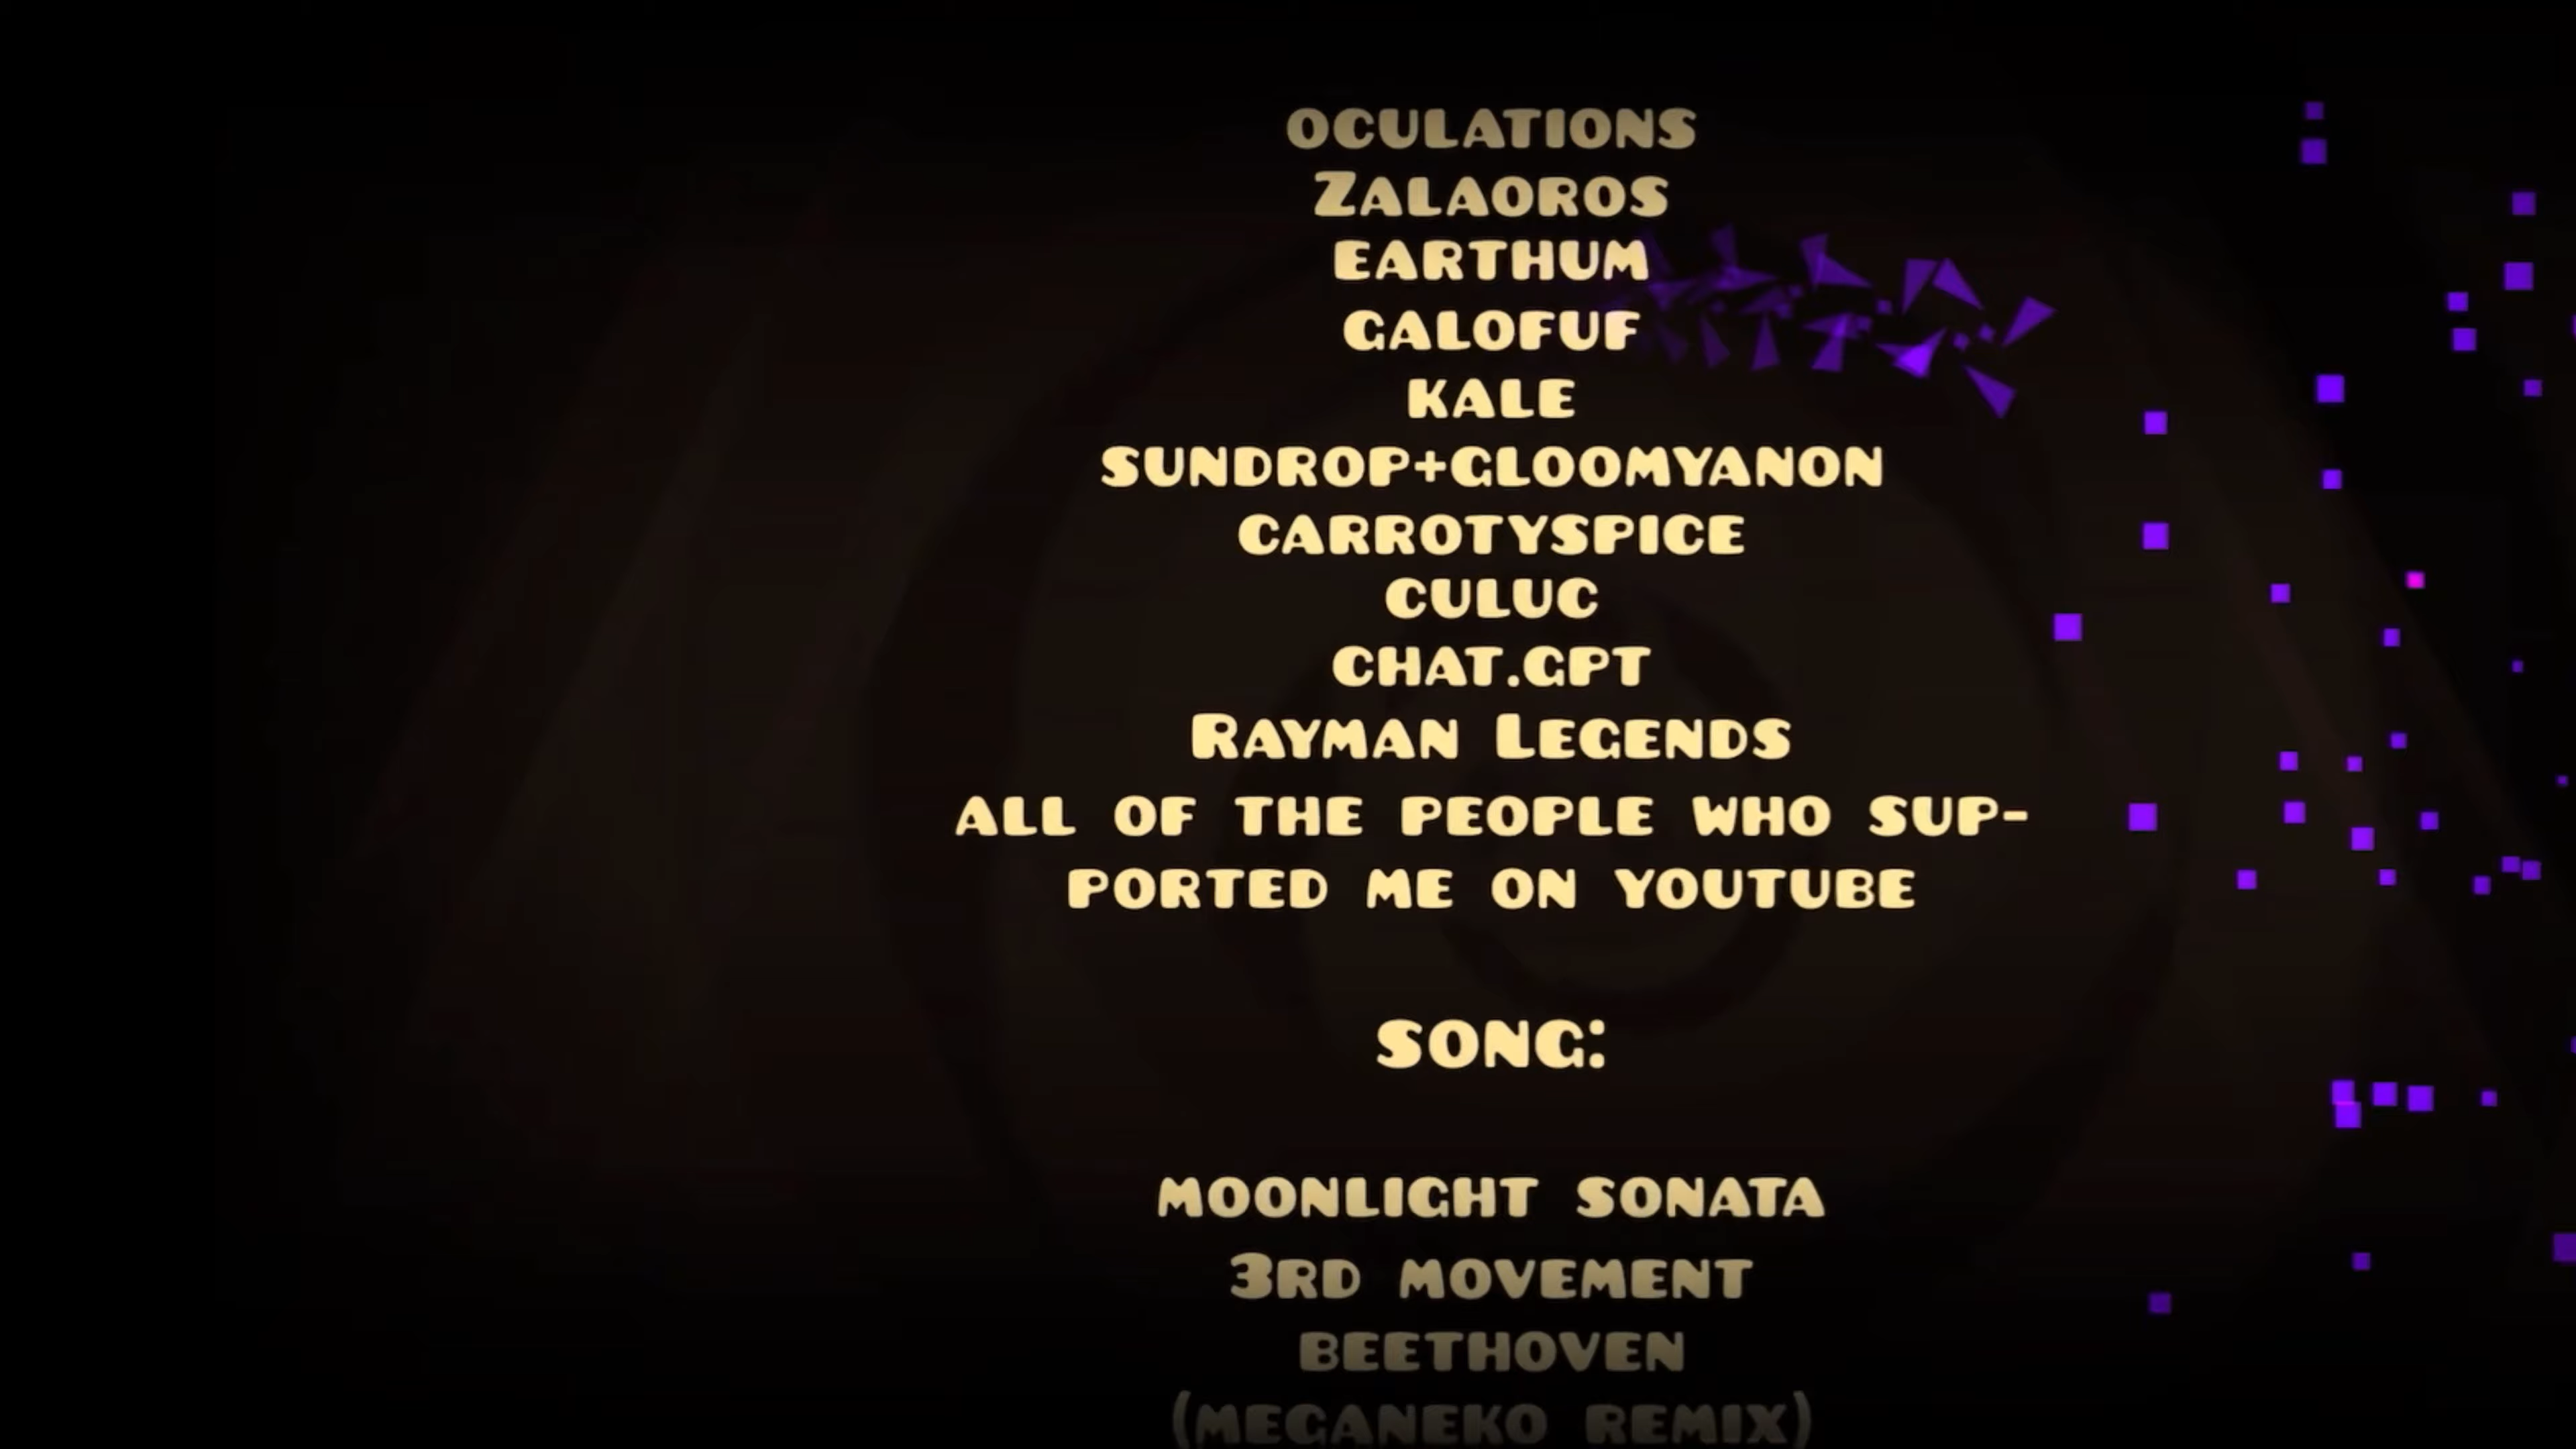 OCULATIONS
ZALAOROS
EARTHUM
GALOFUF
KALE
SUNDROP+GLOOMYANON
CARROTYSPICE
CULUC
CHAT.GPT
RAYMAN LEGENDS
ALL OF THE PEOPLE WHO SUP-
PORTED ME ON YOUTUBE
SONG:
MOONLIGHT SONATA
3RD MOVEMENT
BEETHOVEN
(MEGANEKO REMIX)